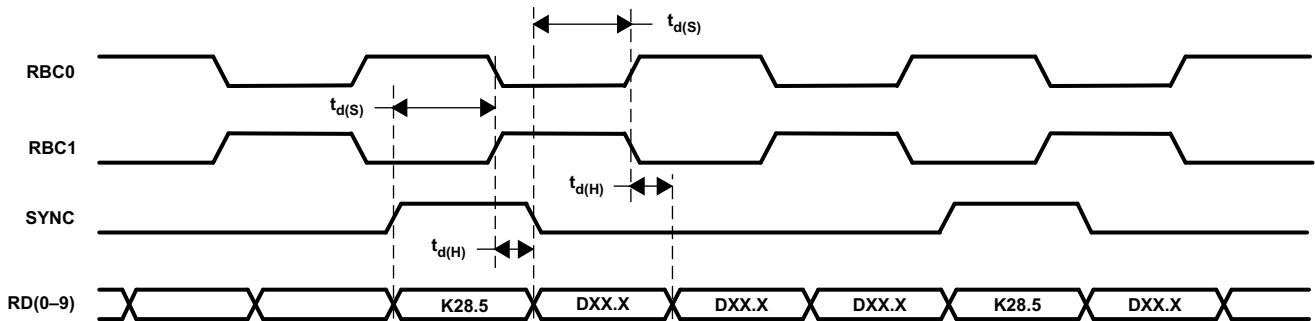 t_d(S)
RBC0
t_d(S)
RBC1
t_d(H)
SYNC
t_d(H)
RD(0–9) K28.5 DXX.X DXX.X DXX.X K28.5 DXX.X